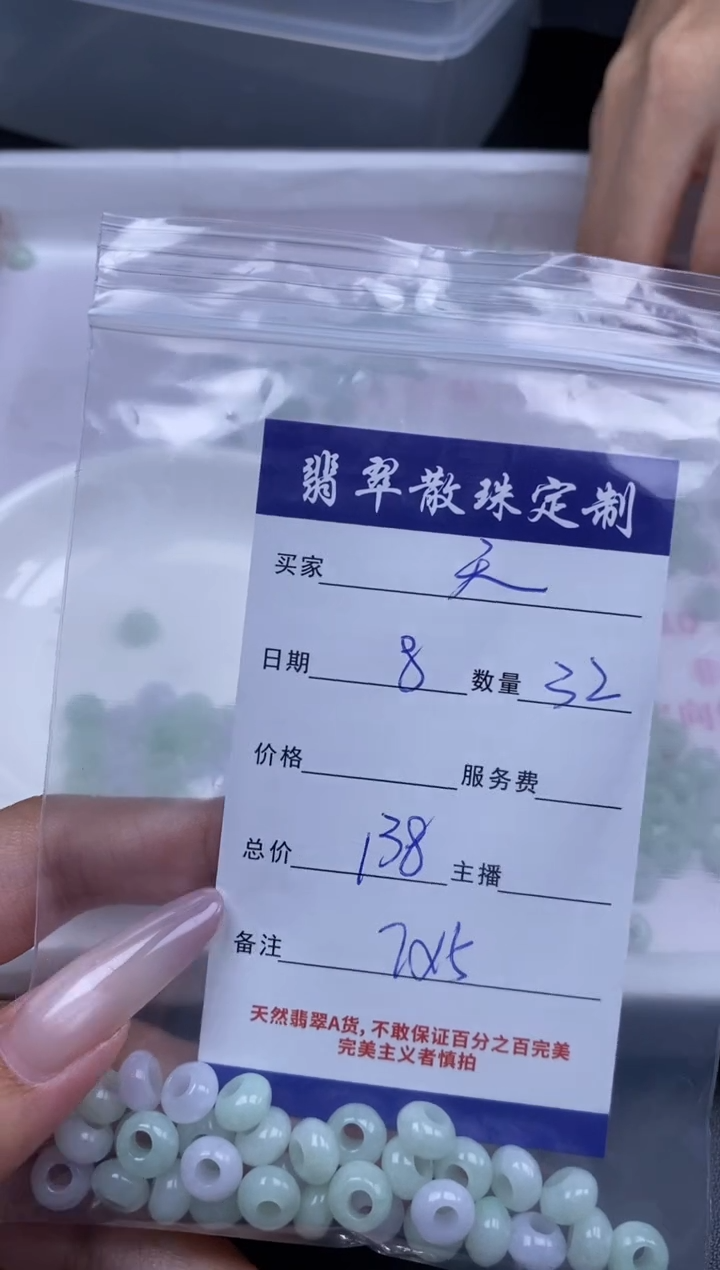 翡翠散珠定制
买家 天
日期 8 数量 32
价格 服务费
总价 138 主播
备注
天然翡翠A货，不敢保证百分之百完美
完美主义者慎拍